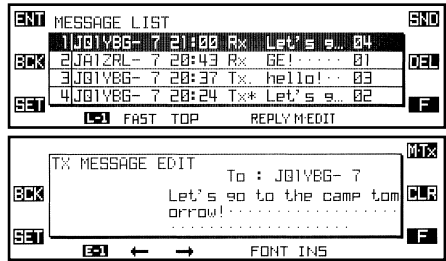 ENT MESSAGE LIST SND
1 JQ1YBG- 7 21:00 Rx Let's g… 04
BCK 2 JA1ZRL- 7 20:43 Rx GE!····· 01 DEL
3 JQ1YBG- 7 20:37 Tx. hello!·· 03
SET 4 JQ1YBG- 7 20:24 Tx* Let's g… 02 F
L-1 FAST TOP REPLY M-EDIT
M·Tx
TX MESSAGE EDIT
To : JQ1YBG- 7
BCK Let's go to the camp tom CLR
orrow!··················
SET F
E-1 ← → FONT INS